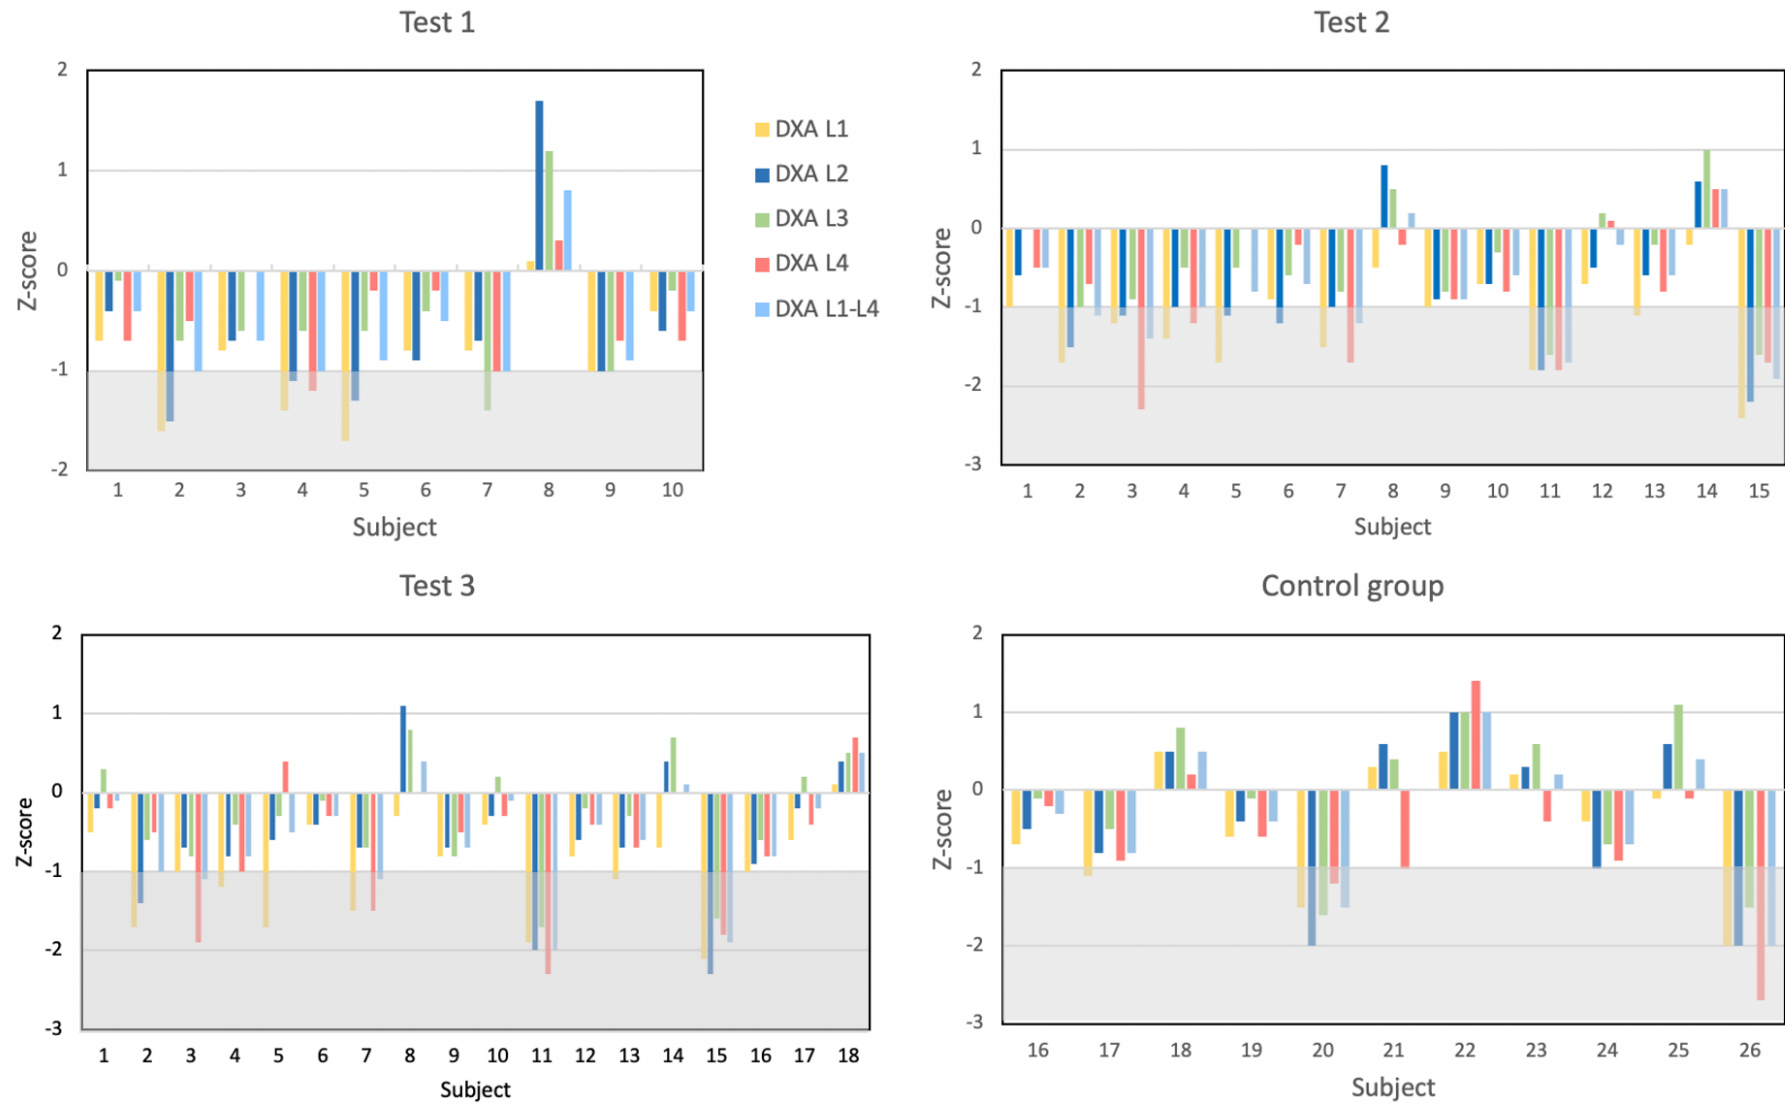 Test 1
2
1
0
-1
-2
Z-score
1 2 3 4 5 6 7 8 9 10
Subject
DXA L1
DXA L2
DXA L3
DXA L4
DXA L1-L4
Test 2
2
1
0
-1
-2
-3
Z-score
1 2 3 4 5 6 7 8 9 10 11 12 13 14 15
Subject
Test 3
2
1
0
-1
-2
-3
Z-score
1 2 3 4 5 6 7 8 9 10 11 12 13 14 15 16 17 18
Subject
Control group
2
1
0
-1
-2
-3
Z-score
16 17 18 19 20 21 22 23 24 25 26
Subject